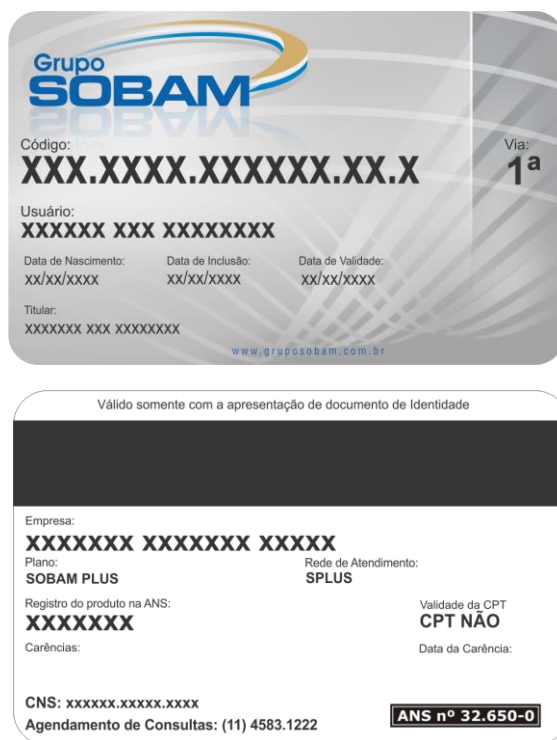 Grupo
SOBAM
Código: Via:
XXX.XXXX.XXXXXX.XX.X 1ª
Usuário:
XXXXXX XXX XXXXXXXX
Data de Nascimento: Data de Inclusão: Data de Validade:
xx/xx/xxxx xx/xx/xxxx xx/xx/xxxx
Titular:
XXXXXXX XXX XXXXXXXX
www.gruposobam.com.br
Válido somente com a apresentação de documento de Identidade
Empresa:
XXXXXXX XXXXXXX XXXXX
Plano: Rede de Atendimento:
SOBAM PLUS SPLUS
Registro do produto na ANS: Validade da CPT
XXXXXXX CPT NÃO
Carências: Data da Carência:
CNS: xxxxxx.xxxxx.xxxx
Agendamento de Consultas: (11) 4583.1222 ANS nº 32.650-0